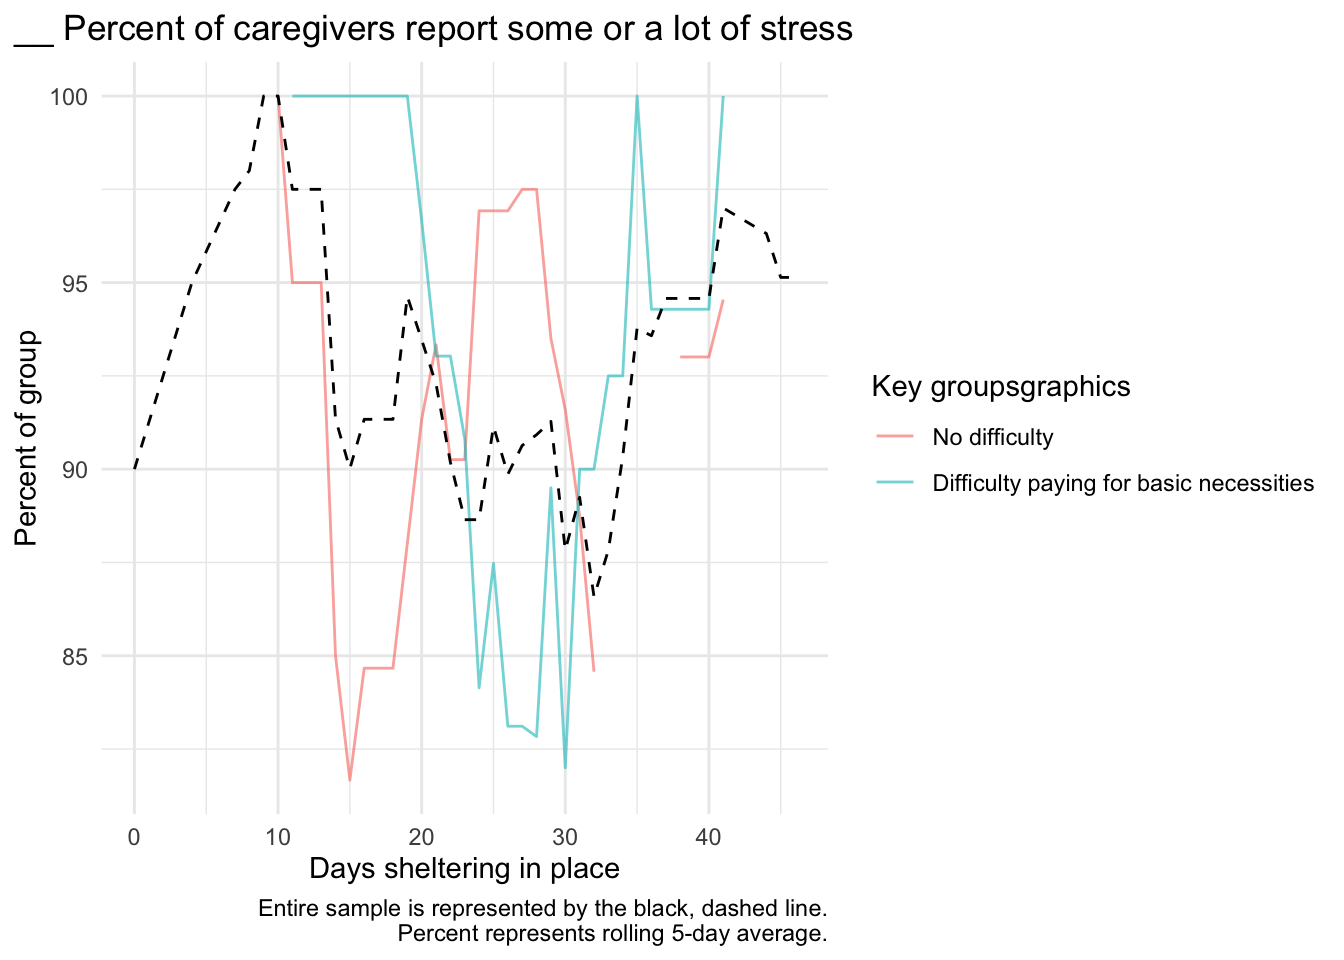 __ Percent of caregivers report some or a lot of stress
100
95
90
85
Percent of group
0 10 20 30 40
Days sheltering in place
Key groupsgraphics
No difficulty
Difficulty paying for basic necessities
Entire sample is represented by the black, dashed line.
Percent represents rolling 5-day average.